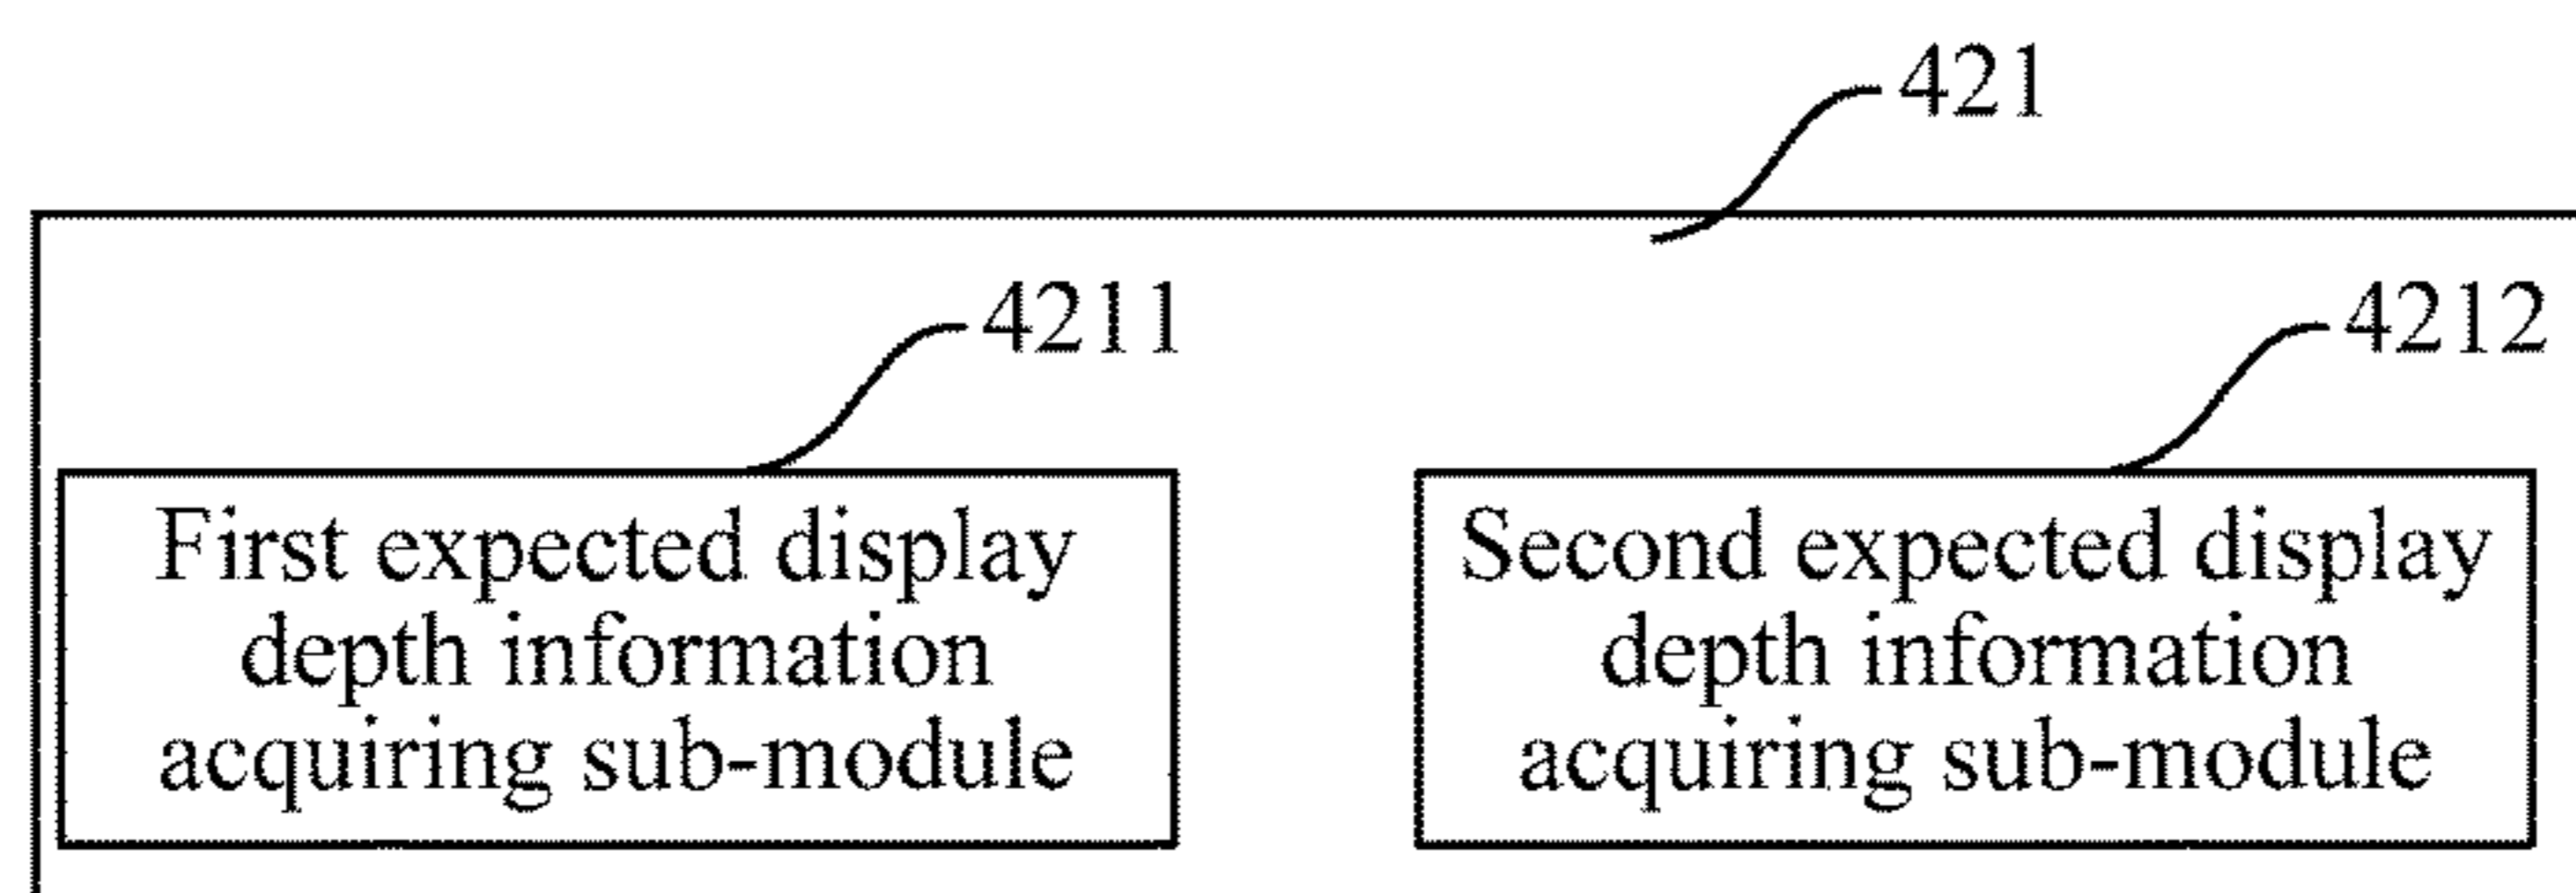 421
4211
4212
First expected display
depth information
acquiring sub-module
Second expected display
depth information
acquiring sub-module